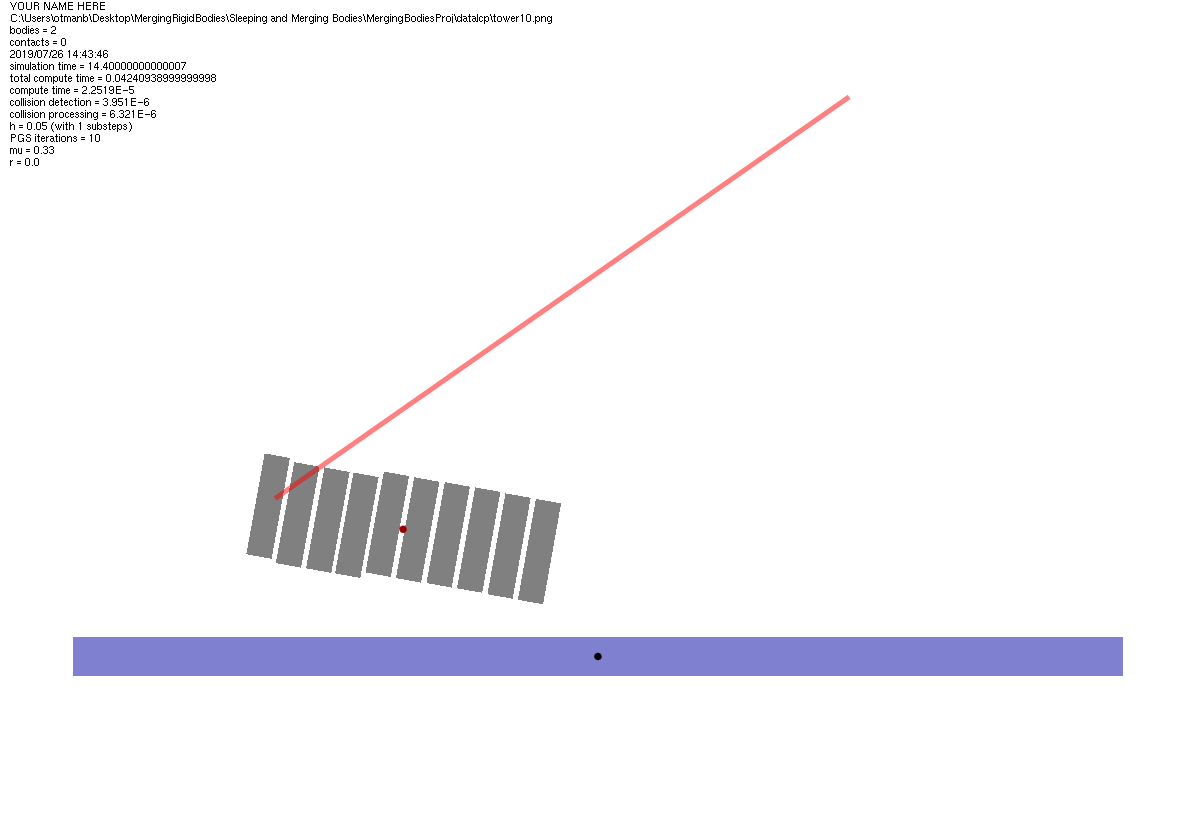 YOUR NAME HERE
C:\Users\otmanb\Desktop\MergingRigidBodies\Sleeping and Merging Bodies\MergingBodiesProj\datalcp\tower10.png
bodies = 2
contacts = 0
2019/07/26 14:43:46
simulation time = 14.40000000000007
total compute time = 0.04240938999999998
compute time = 2.2519E-5
collision detection = 3.951E-6
collision processing = 6.321E-6
h = 0.05 (with 1 substeps)
PGS iterations = 10
mu = 0.33
r = 0.0